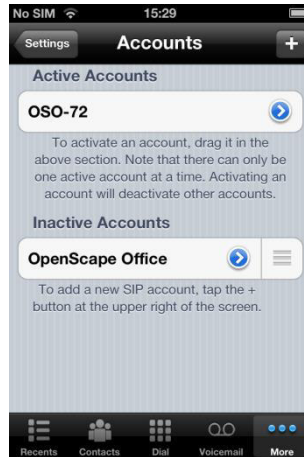 No SIM 15:29
Settings Accounts +
Active Accounts
OSO-72
To activate an account, drag it in the
above section. Note that there can only be
one active account at a time. Activating an
account will deactivate other accounts.
Inactive Accounts
OpenScape Office
To add a new SIP account, tap the +
button at the upper right of the screen.
Recents Contacts Dial Voicemail More